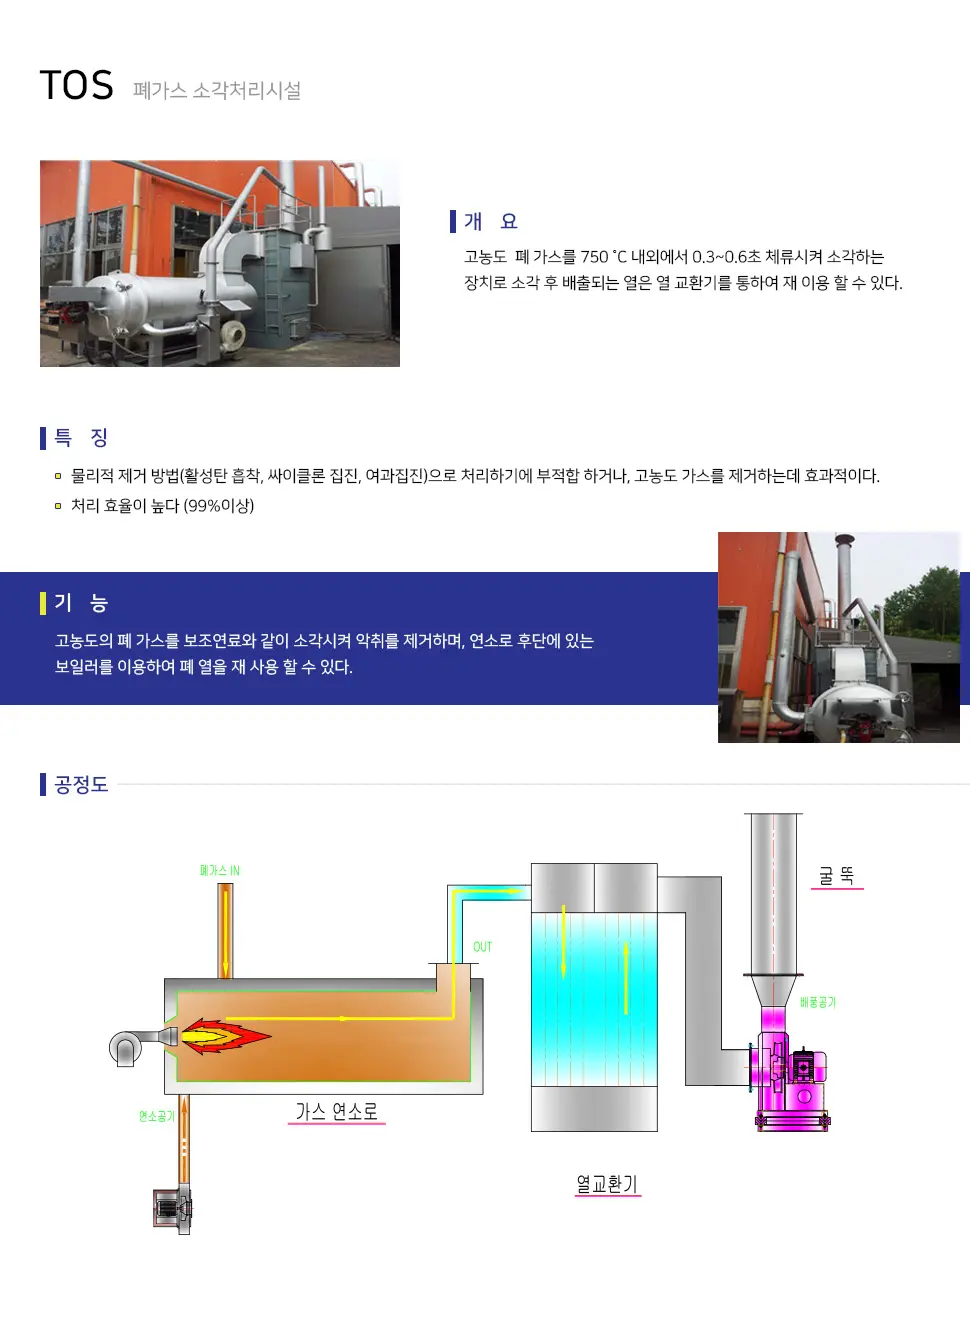 TOS 폐가스 소각처리시설
개 요
고농도 폐 가스를 750 ˚C 내외에서 0.3~0.6초 체류시켜 소각하는
장치로 소각 후 배출되는 열은 열 교환기를 통하여 재 이용 할 수 있다.
특 징
물리적 제거 방법(활성탄 흡착, 싸이클론 집진, 여과집진)으로 처리하기에 부적합 하거나, 고농도 가스를 제거하는데 효과적이다.
처리 효율이 높다 (99%이상)
기 능
고농도의 폐 가스를 보조연료와 같이 소각시켜 악취를 제거하며, 연소로 후단에 있는
보일러를 이용하여 폐 열을 재 사용 할 수 있다.
공정도
폐가스 IN
굴 뚝
OUT
배풍공기
연소공기
가스 연소로
열교환기